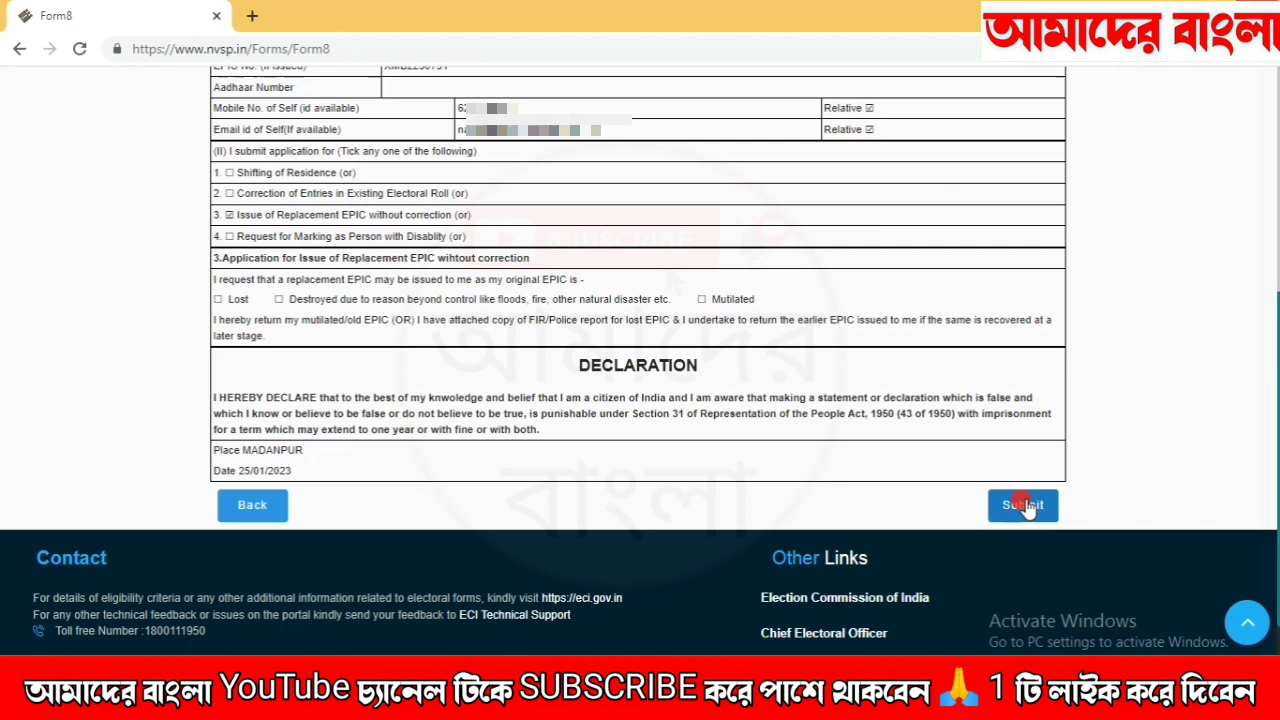 Form8
আমাদের বাংলা
https://www.nvsp.in/Forms/Form8
EPIC No. (If Issued)
Aadhaar Number
Mobile No. of Self (id available) 62 Relative ☑
Email id of Self(If available) na Relative ☑
(II) I submit application for (Tick any one of the following)
1. ☐ Shifting of Residence (or)
2. ☐ Correction of Entries in Existing Electoral Roll (or)
3. ☑ Issue of Replacement EPIC without correction (or)
SUBSCRIBE
4. ☐ Request for Marking as Person with Disablity (or)
3.Application for Issue of Replacement EPIC wihtout correction
I request that a replacement EPIC may be issued to me as my original EPIC is -
☐ Lost ☐ Destroyed due to reason beyond control like floods, fire, other natural disaster etc. ☐ Mutilated
I hereby return my mutilated/old EPIC (OR) I have attached copy of FIR/Police report for lost EPIC & I undertake to return the earlier EPIC issued to me if the same is recovered at a
later stage.
আমাদের
DECLARATION
I HEREBY DECLARE that to the best of my knwoledge and belief that I am a citizen of India and I am aware that making a statement or declaration which is false and
which I know or believe to be false or do not believe to be true, is punishable under Section 31 of Representation of the People Act, 1950 (43 of 1950) with imprisonment
for a term which may extend to one year or with fine or with both.
Place MADANPUR
Date 25/01/2023
বাংলা
Back Submit
Contact Other Links
For details of eligibility criteria or any other additional information related to electoral forms, kindly visit https://eci.gov.in
For any other technical feedback or issues on the portal kindly send your feedback to ECI Technical Support
Toll free Number :1800111950
Election Commission of India
Chief Electoral Officer
Activate Windows
Go to PC settings to activate Windows.
আমাদের বাংলা YouTube চ্যানেল টিকে SUBSCRIBE করে পাশে থাকবেন 🙏 1 টি লাইক করে দিবেন